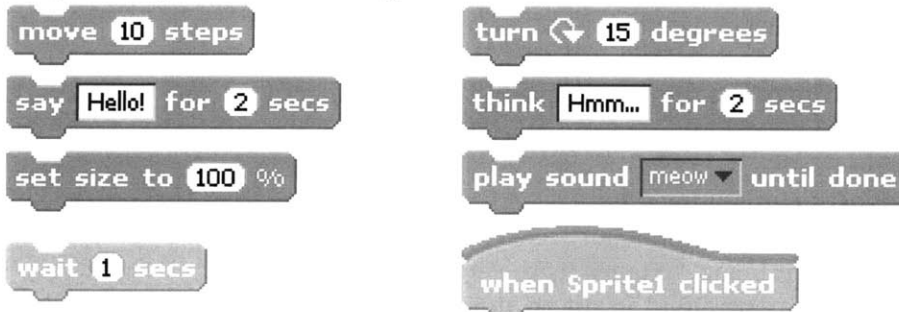 move 10 steps
turn 15 degrees
say Hello! for 2 secs
think Hmm... for 2 secs
set size to 100 %
play sound meow until done
wait 1 secs
when Sprite1 clicked